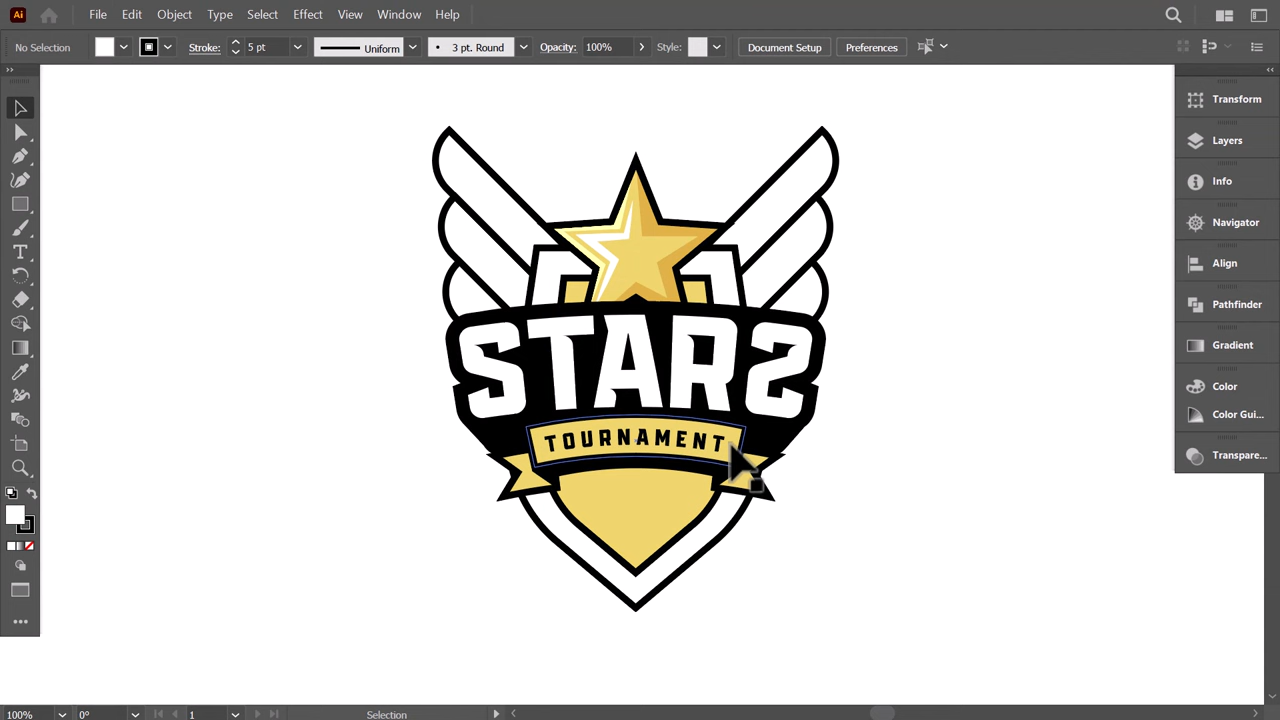 Ai File Edit Object Type Select Effect View Window Help
No Selection Stroke: 5 pt Uniform 3 pt. Round Opacity: 100% Style: Document Setup Preferences
Transform
Layers
Info
Navigator
Align
Pathfinder
Gradient
Color
Color Gui...
Transpare...
STARS
TOURNAMENT
100% 0° 1 Selection